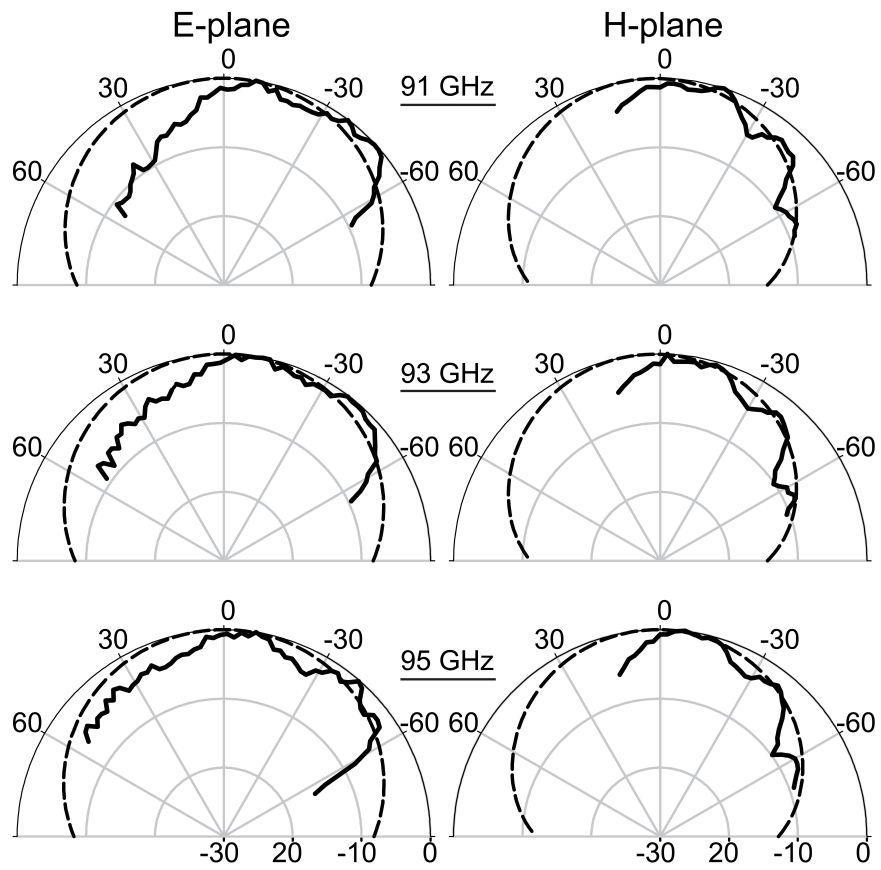 E-plane H-plane
0 0
30 -30 91 GHz 30 -30
60 -60 60 -60
0 0
30 -30 93 GHz 30 -30
60 -60 60 -60
0 0
30 -30 95 GHz 30 -30
60 -60 60 -60
-30 20 -10 0 -30 20 -10 0